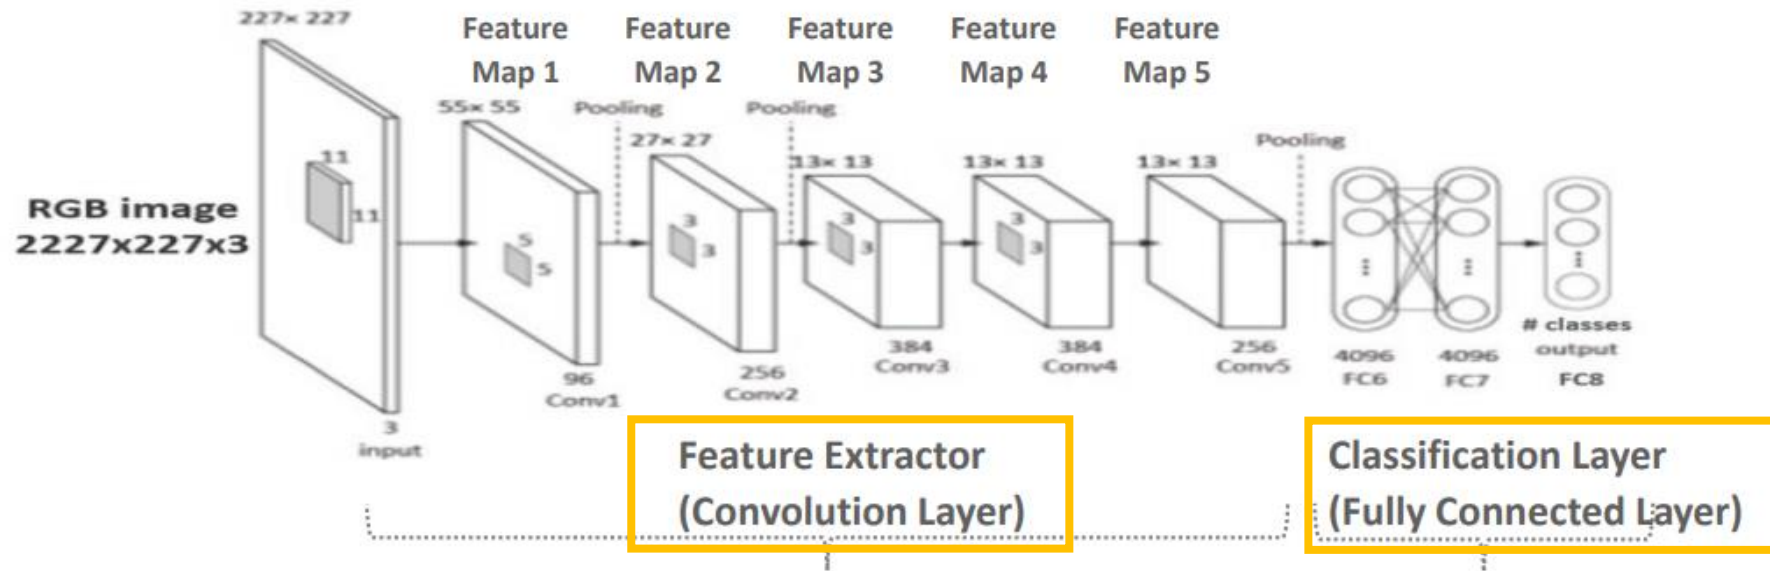 227× 227
Feature Map 1
Feature Map 2
Feature Map 3
Feature Map 4
Feature Map 5
55× 55
Pooling
27× 27
Pooling
13× 13
13× 13
13× 13
Pooling
RGB image
2227x227x3
11
11
5
5
3
3
3
3
3
3
3
input
96
Conv1
256
Conv2
384
Conv3
384
Conv4
256
Conv5
4096
FC6
4096
FC7
# classes
output
FC8
Feature Extractor
(Convolution Layer)
Classification Layer
(Fully Connected Layer)